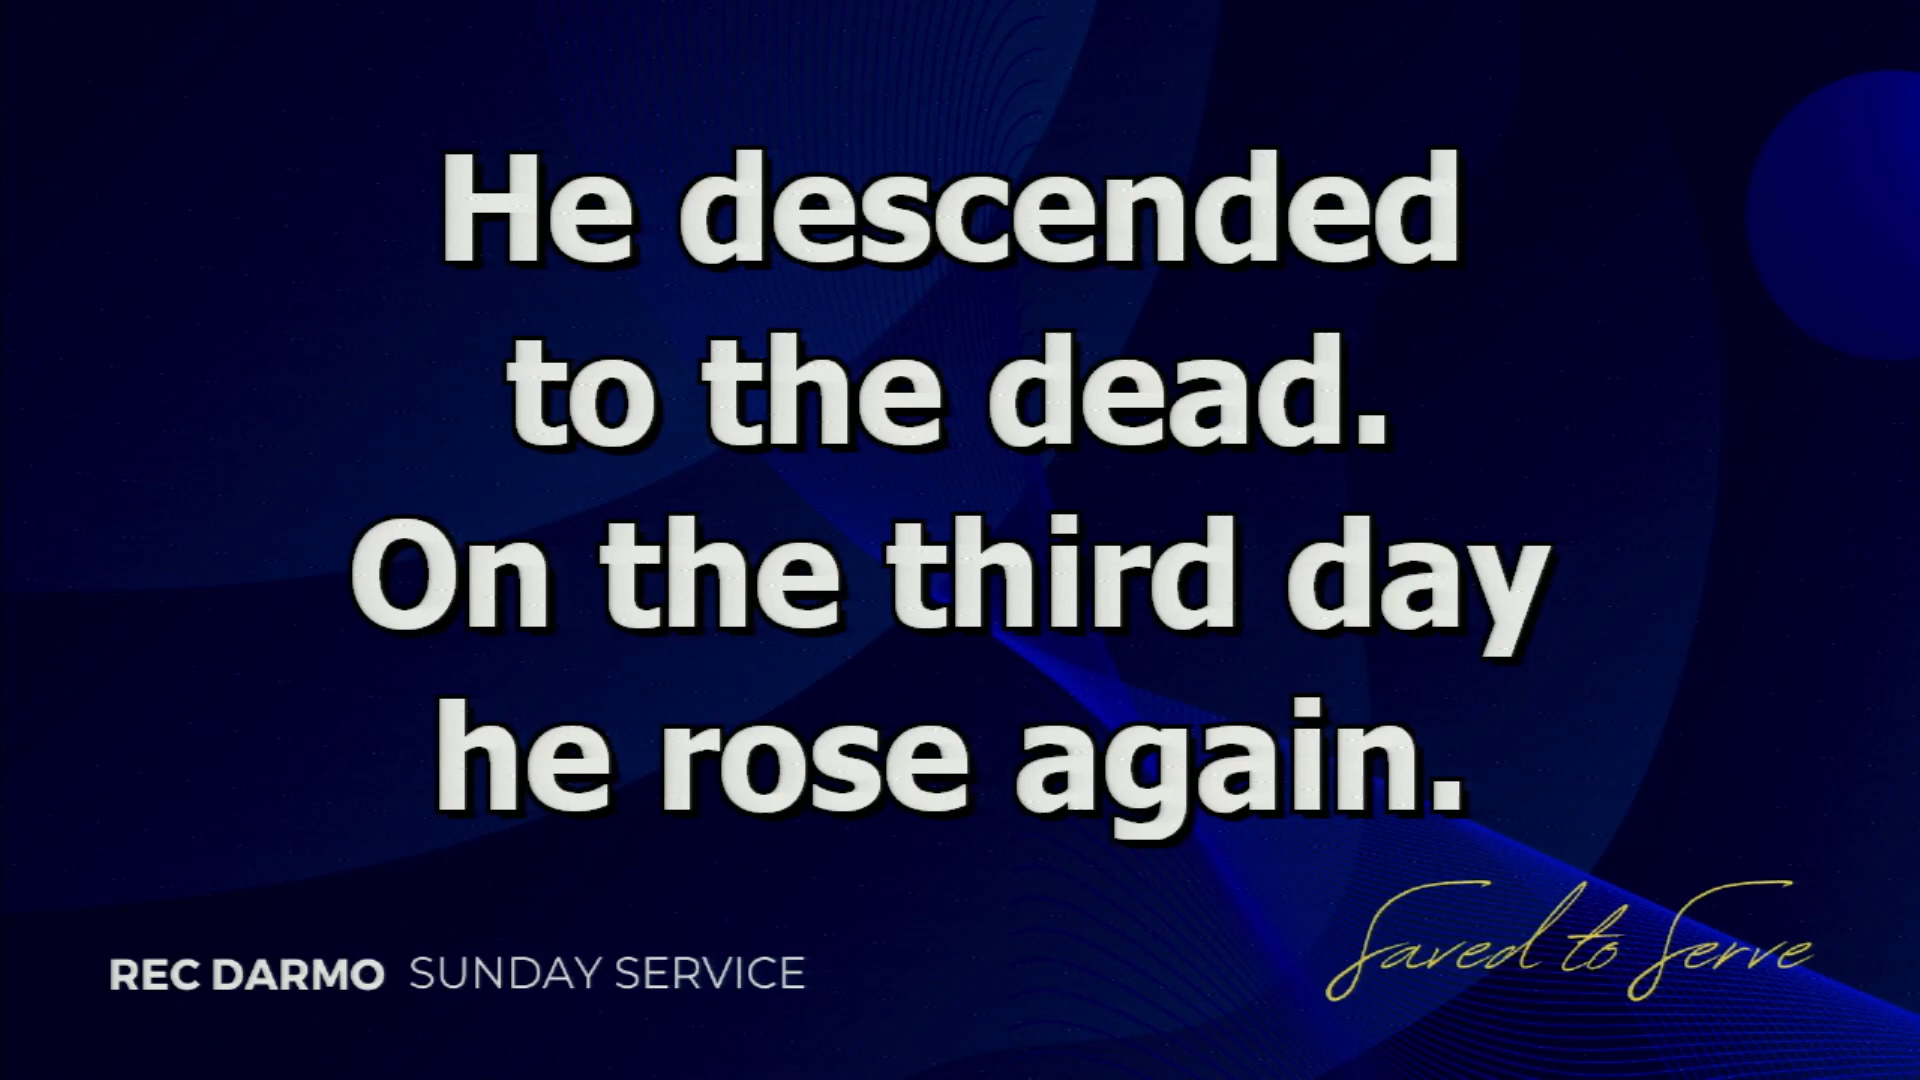 He descended
to the dead.
On the third day
he rose again.
REC DARMO SUNDAY SERVICE
Saved to Serve